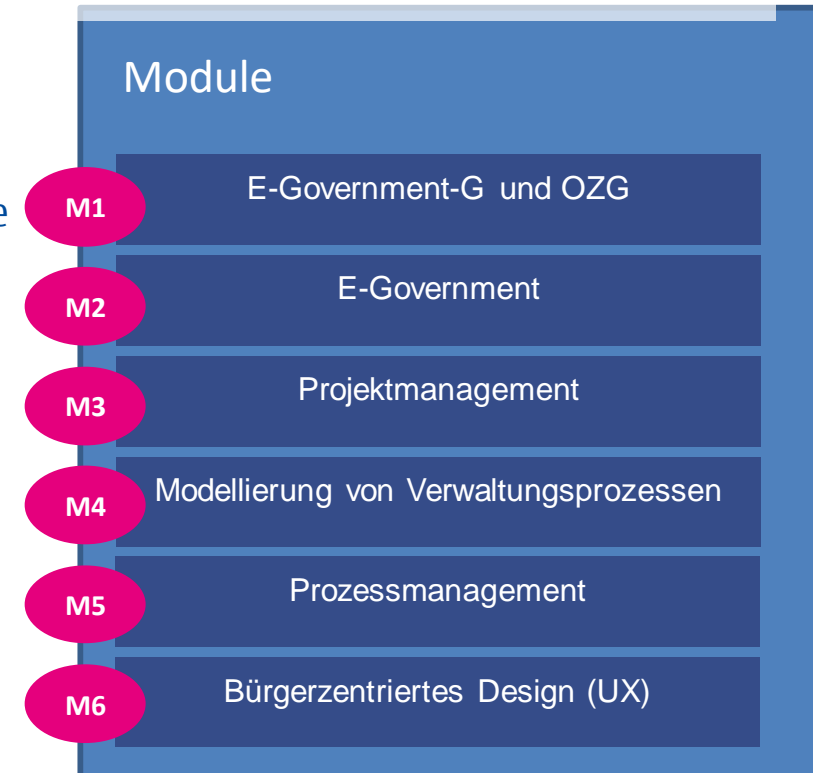 Module
e
M1
E-Government-G und OZG
M2
E-Government
M3
Projektmanagement
M4
Modellierung von Verwaltungsprozessen
M5
Prozessmanagement
M6
Bürgerzentriertes Design (UX)